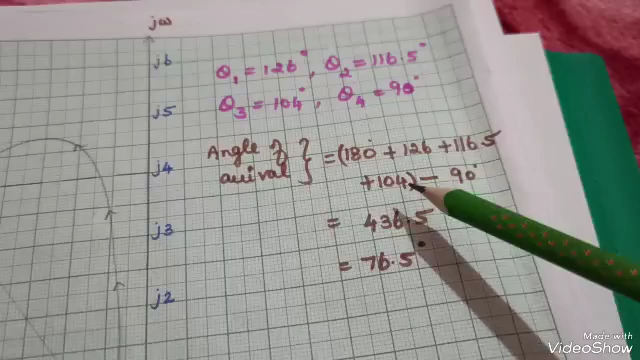 jω
j6
θ₁ = 126°, θ₂ = 116.5°
j5
θ₃ = 104°, θ₄ = 90°
Angle of } = (180° + 126 + 116.5
j4
arrival } + 104) − 90°
j3
= 436.5
= 76.5°
j2
Made with
VideoShow